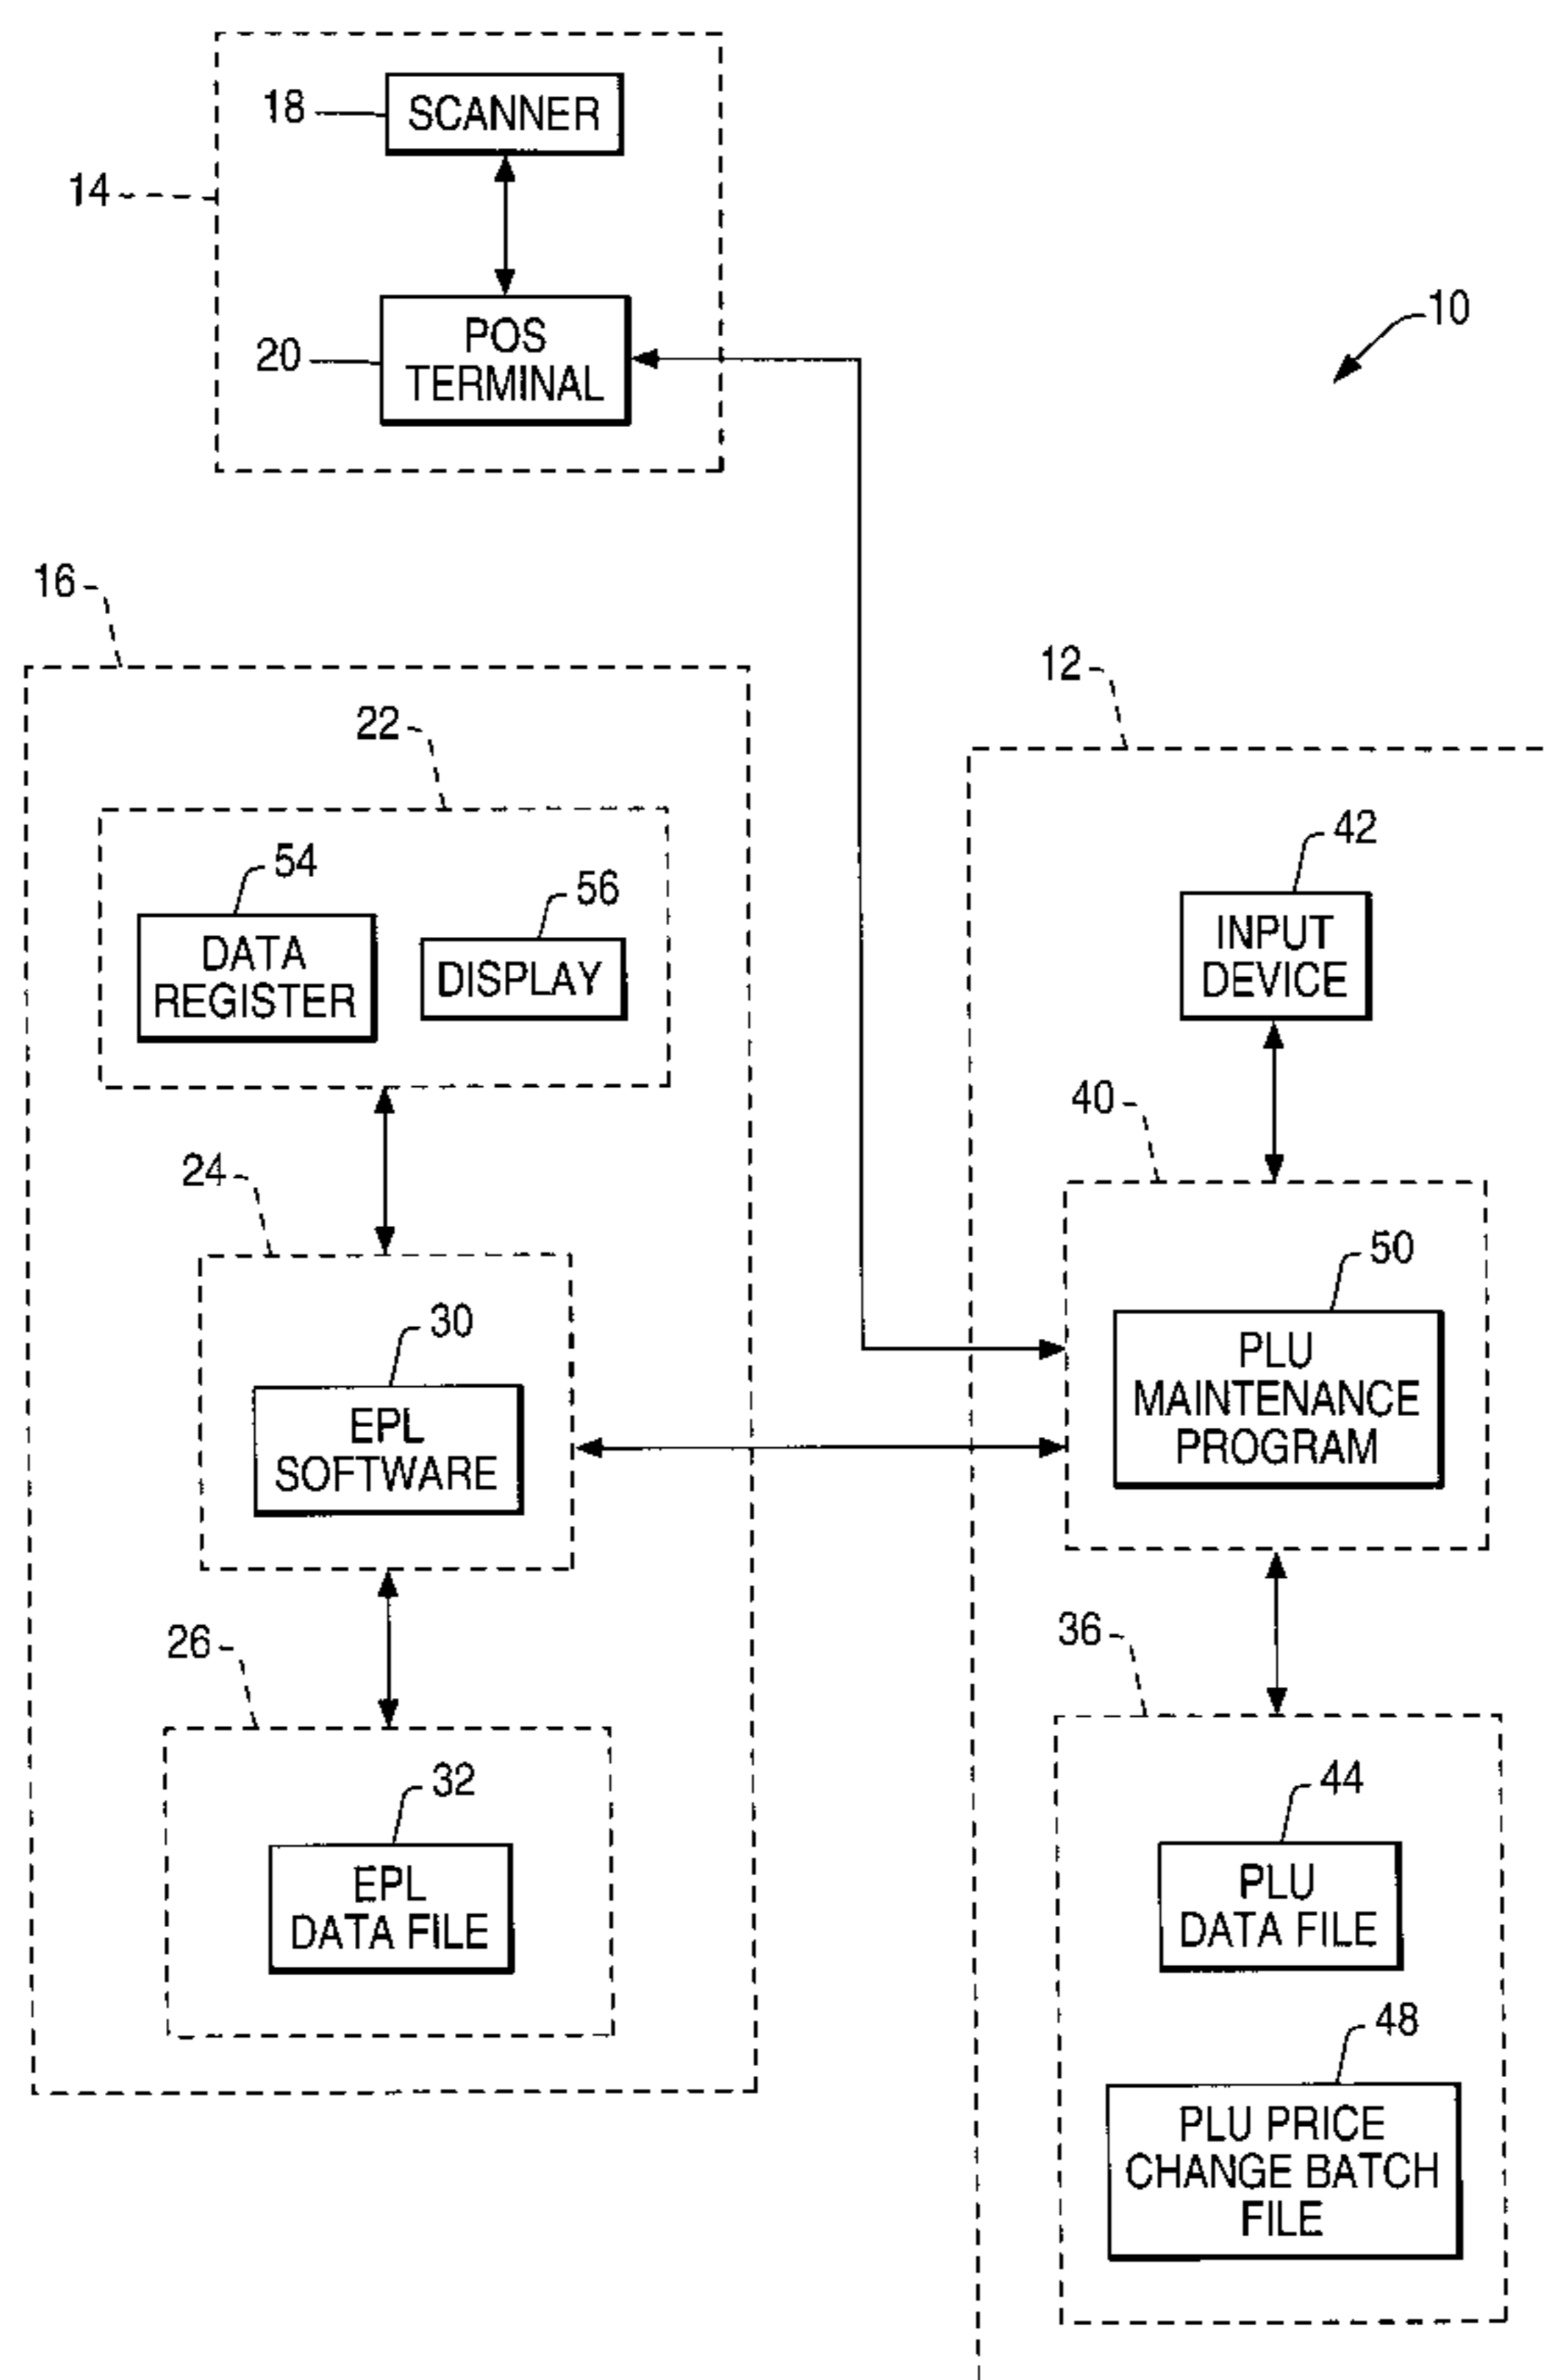 18
SCANNER
14
10
20
POS
TERMINAL
16
12
22
42
54
56
DATA
REGISTER
DISPLAY
INPUT
DEVICE
40
24
50
30
PLU
MAINTENANCE
PROGRAM
EPL
SOFTWARE
26
36
32
44
EPL
DATA FILE
PLU
DATA FILE
48
PLU PRICE
CHANGE BATCH
FILE